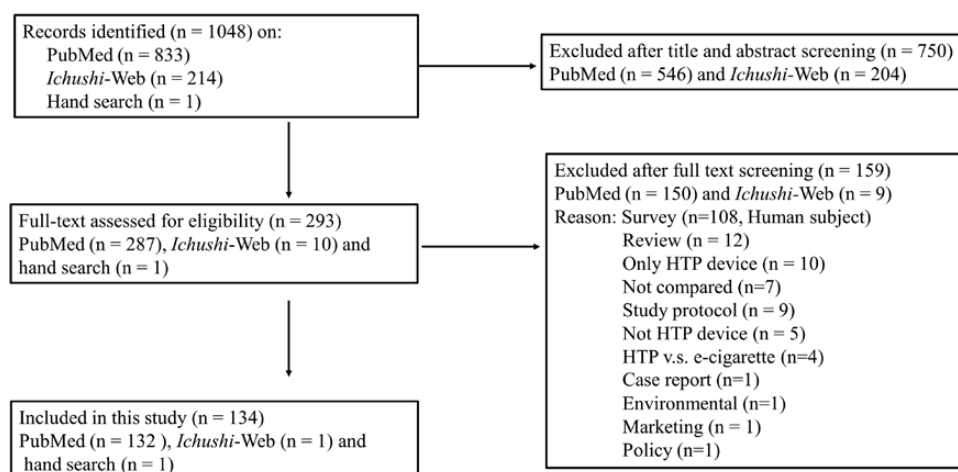 Records identified (n = 1048) on:
PubMed (n = 833)
Ichushi-Web (n = 214)
Hand search (n = 1)
Excluded after title and abstract screening (n = 750)
PubMed (n = 546) and Ichushi-Web (n = 204)
Full-text assessed for eligibility (n = 293)
PubMed (n = 287), Ichushi-Web (n = 10) and
hand search (n = 1)
Excluded after full text screening (n = 159)
PubMed (n = 150) and Ichushi-Web (n = 9)
Reason: Survey (n=108, Human subject)
Review (n = 12)
Only HTP device (n = 10)
Not compared (n=7)
Study protocol (n = 9)
Not HTP device (n = 5)
HTP v.s. e-cigarette (n=4)
Case report (n=1)
Environmental (n=1)
Marketing (n = 1)
Policy (n=1)
Included in this study (n = 134)
PubMed (n = 132 ), Ichushi-Web (n = 1) and
hand search (n = 1)